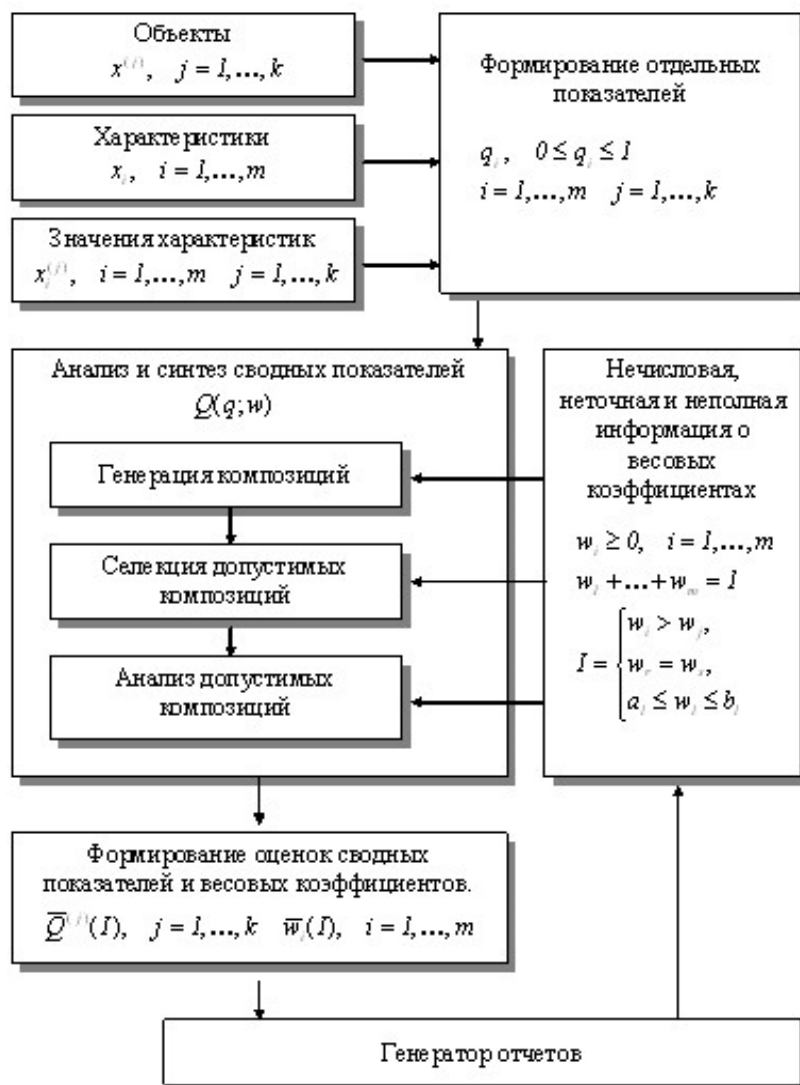 Объекты
x^(j), j = 1,...,k
Характеристики
x_i, i = 1,...,m
Значения характеристик
x_i^(j), i = 1,...,m j = 1,...,k
Формирование отдельных
показателей
q_i, 0 ≤ q_i ≤ 1
i = 1,...,m j = 1,...,k
Анализ и синтез сводных показателей
Q(q;w)
Генерация композиций
Селекция допустимых
композиций
Анализ допустимых
композиций
Нечисловая,
неточная и неполная
информация о
весовых
коэффициентах
w_i ≥ 0, i = 1,...,m
w_1 +...+ w_m = 1
I = { w_i > w_j,
w_r = w_s,
a_i ≤ w_i ≤ b_i
Формирование оценок сводных
показателей и весовых коэффициентов.
Q̅^(j)(I), j = 1,...,k w̅_i(I), i = 1,...,m
Генератор отчетов